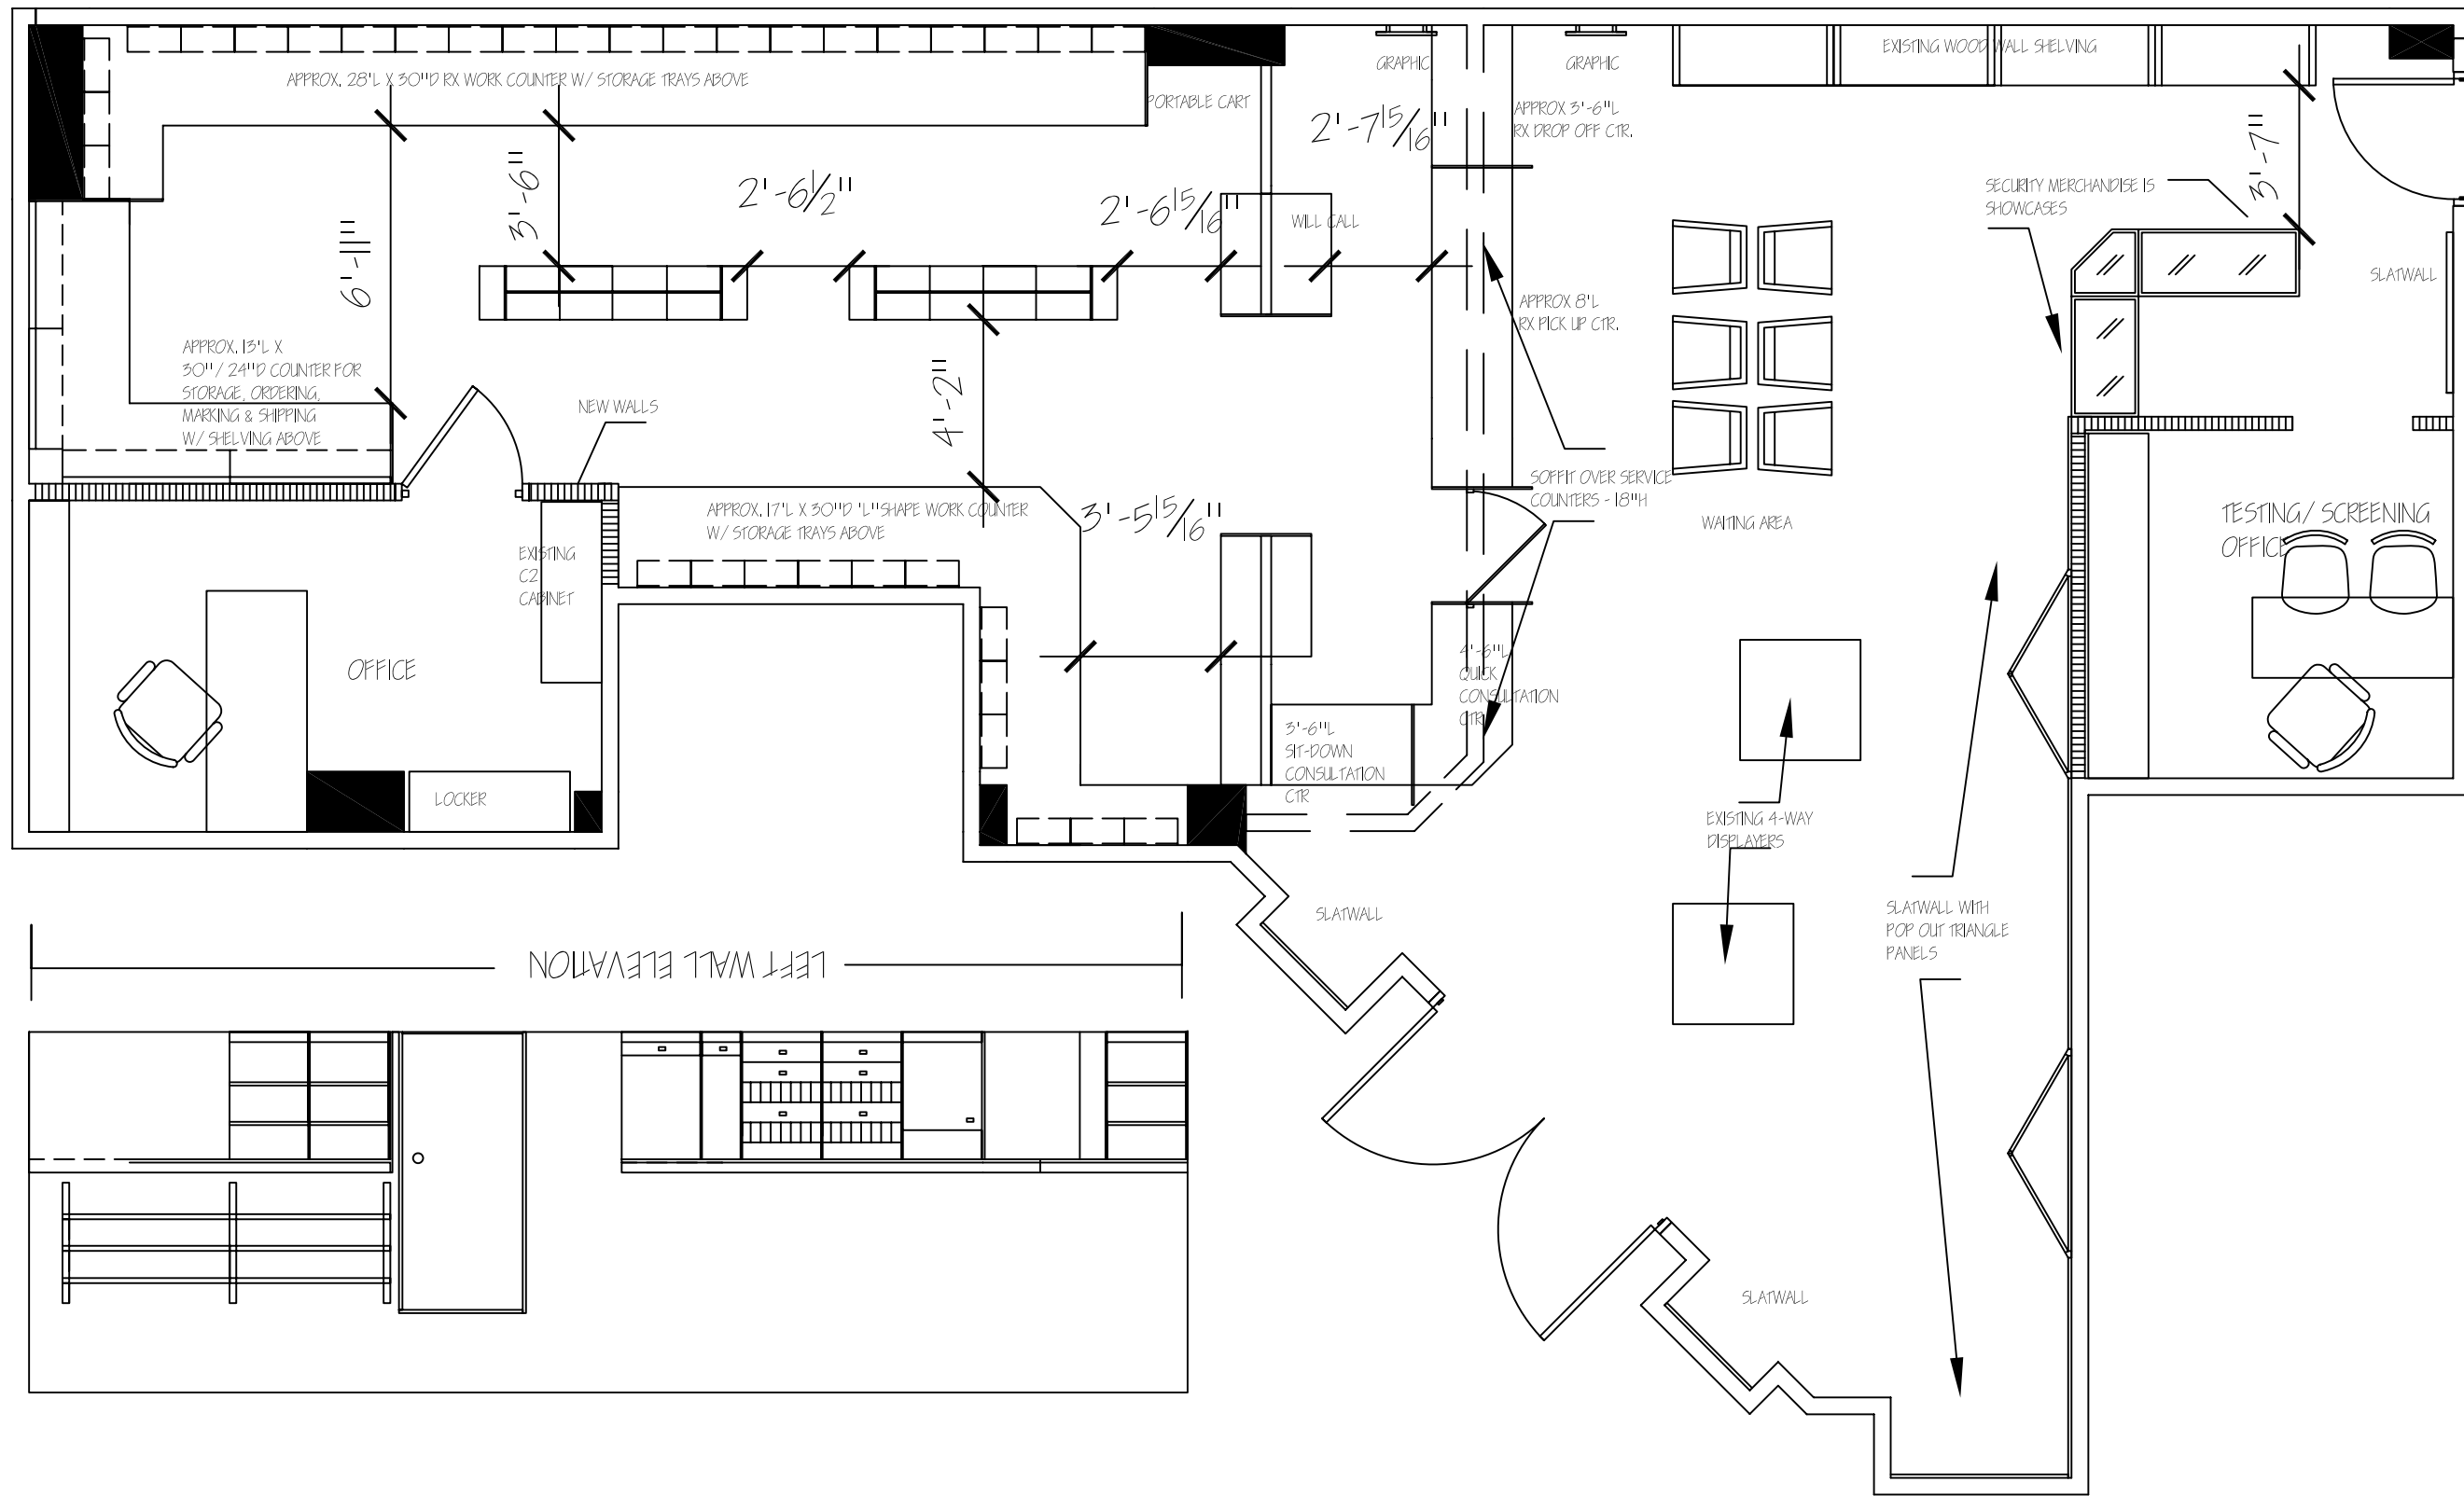 APPROX. 28'L X 30"D RX WORK COUNTER W/ STORAGE TRAYS ABOVE
PORTABLE CART
GRAPHIC
GRAPHIC
EXISTING WOOD WALL SHELVING
APPROX 3'-6"L
RX DROP OFF CTR.
2'-7 15/16"
3'-6"
2'-6 1/2"
2'-6 15/16"
WILL CALL
6'-11"
3'-7"
SECURITY MERCHANDISE IS
SHOWCASES
SLATWALL
APPROX 8'L
RX PICK UP CTR.
APPROX. 13'L X
30" / 24"D COUNTER FOR
STORAGE, ORDERING,
MARKING & SHIPPING
W/ SHELVING ABOVE
NEW WALLS
4'-2"
SOFFIT OVER SERVICE
COUNTERS - 18"H
APPROX. 17'L X 30"D 'L" SHAPE WORK COUNTER
W/ STORAGE TRAYS ABOVE
3'-5 15/16"
WAITING AREA
TESTING/ SCREENING
OFFICE
EXISTING
C2
CABINET
OFFICE
4'-6"L
QUICK
CONSULTATION
CTR
3'-6"L
SIT-DOWN
CONSULTATION
CTR
LOCKER
EXISTING 4-WAY
DISPLAYERS
SLATWALL
SLATWALL WITH
POP OUT TRIANGLE
PANELS
LEFT WALL ELEVATION
SLATWALL